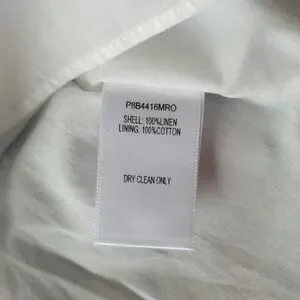 P8B4416MRO
SHELL: 100%LINEN
LINING: 100%COTTON
DRY CLEAN ONLY